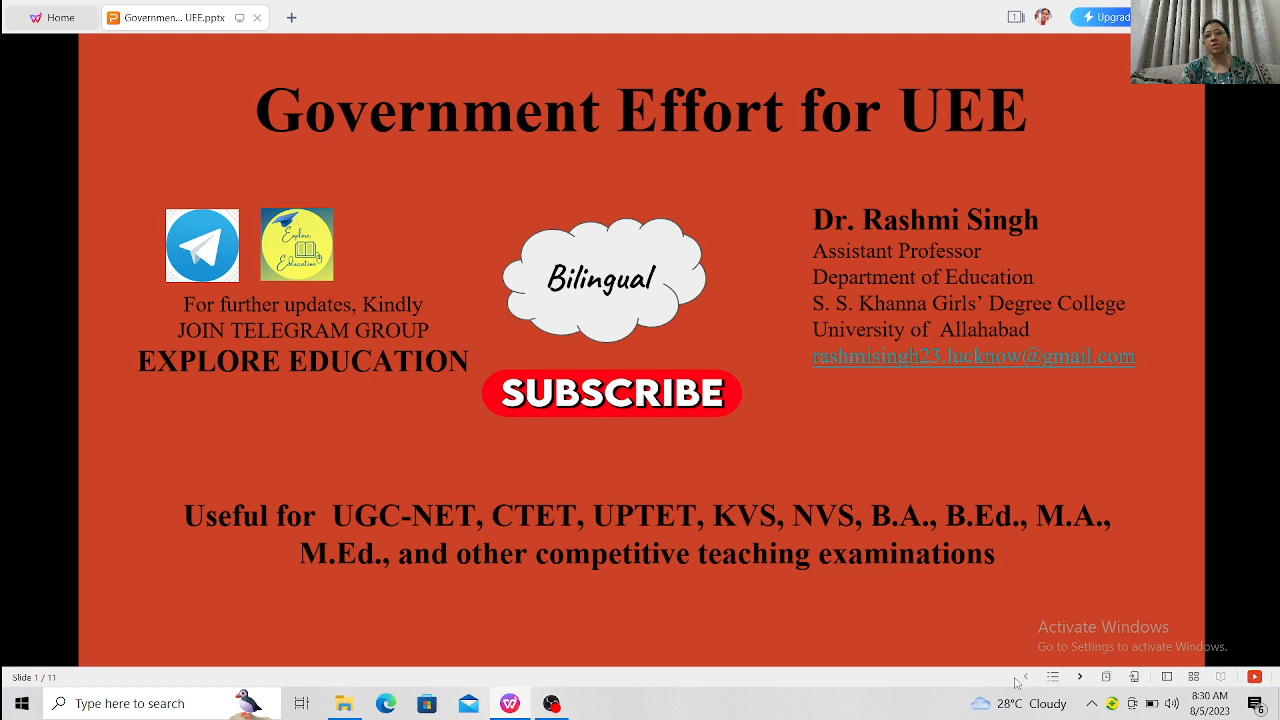 Home
Governmen... UEE.pptx
1
Upgrad
Government Effort for UEE
Explore
Education
For further updates, Kindly
JOIN TELEGRAM GROUP
EXPLORE EDUCATION
Bilingual
SUBSCRIBE
Dr. Rashmi Singh
Assistant Professor
Department of Education
S. S. Khanna Girls' Degree College
University of Allahabad
rashmisingh23.lucknow@gmail.com
Useful for UGC-NET, CTET, UPTET, KVS, NVS, B.A., B.Ed., M.A.,
M.Ed., and other competitive teaching examinations
Activate Windows
Go to Settings to activate Windows.
Slide 1 / 11
Type here to search
28°C Cloudy
8:30 AM
8/5/2023
6